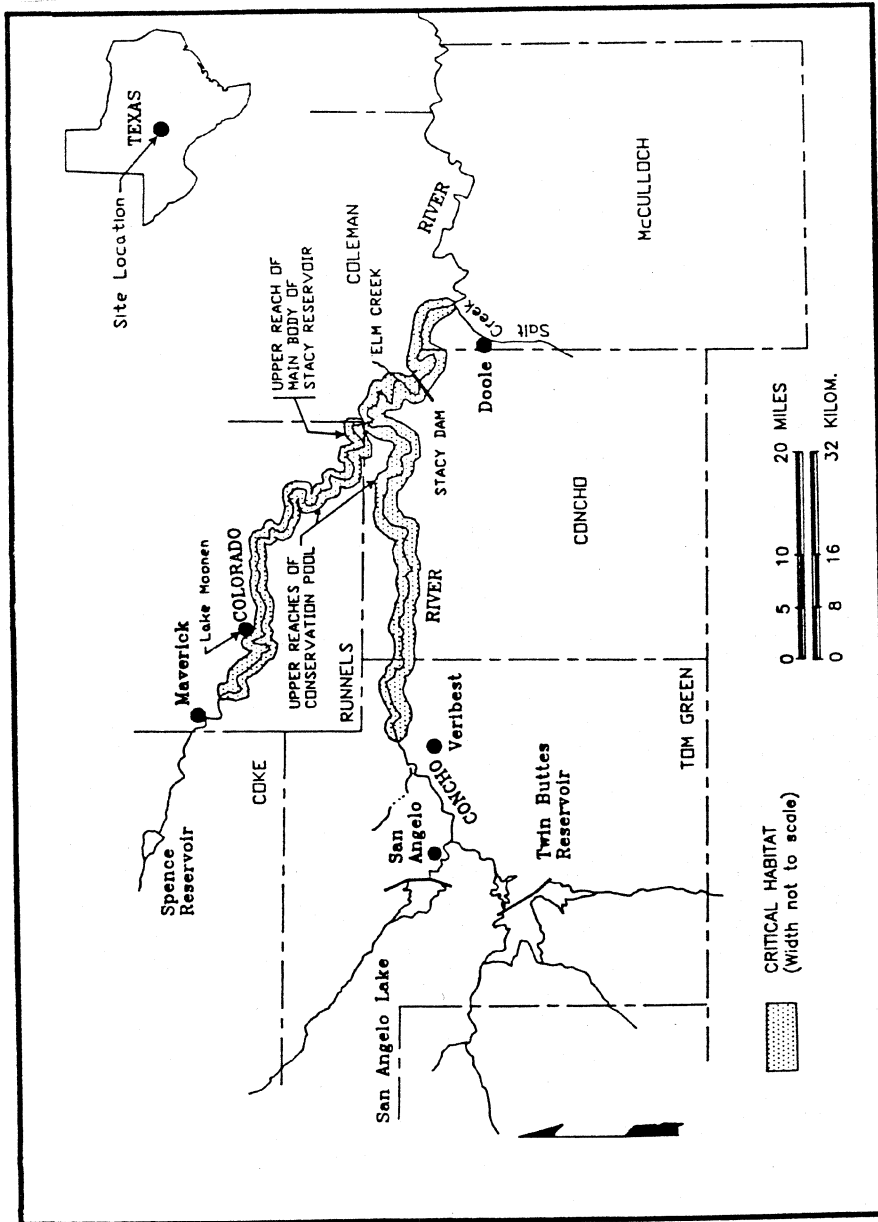 TEXAS
Site Location
Spence
Reservoir
Maverick
Lake Moonen
COLORADO
COKE
RUNNELS
UPPER REACHES OF
CONSERVATION POOL
UPPER REACH OF
MAIN BODY OF
STACY RESERVOIR
COLEMAN
ELM CREEK
RIVER
STACY DAM
RIVER
San Angelo Lake
San
Angelo
CONCHO
Veribest
Twin Buttes
Reservoir
Doole
Salt
Creek
McCULLOCH
CONCHO
TOM GREEN
CRITICAL HABITAT
(Width not to scale)
0 5 10 20 MILES
0 8 16 32 KILOM.